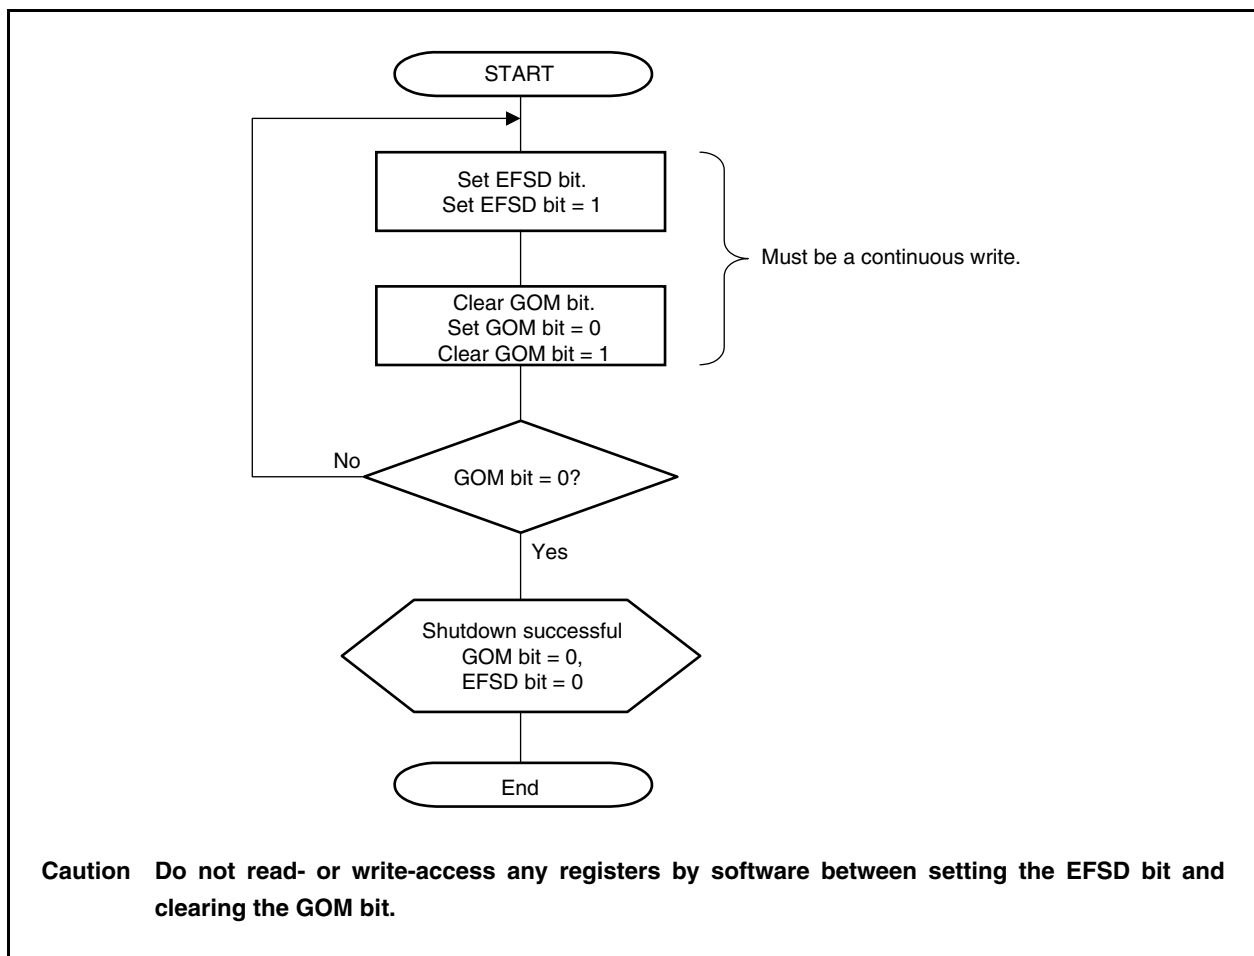 START
Set EFSD bit.
Set EFSD bit = 1
Must be a continuous write.
Clear GOM bit.
Set GOM bit = 0
Clear GOM bit = 1
No
GOM bit = 0?
Yes
Shutdown successful
GOM bit = 0,
EFSD bit = 0
End
Caution Do not read- or write-access any registers by software between setting the EFSD bit and
clearing the GOM bit.